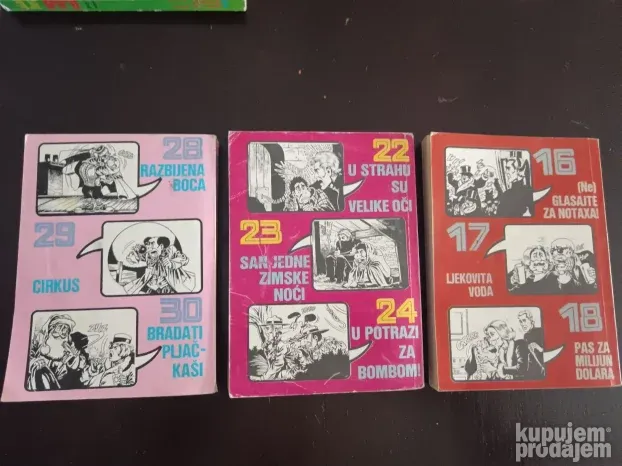 28
RAZBIJENA
BOCA
29
CIRKUS
30
BRADATI
PLJAČ-
KAŠI
22
U STRAHU
SU
VELIKE OČI
23
SAN JEDNE
ZIMSKE
NOĆI
24
U POTRAZI
ZA
BOMBOM!
16
(Ne)
GLASAJTE
ZA NOTAXA!
17
LJEKOVITA
VODA
18
PAS ZA
MILIJUN
DOLARA
kupujem
prodajem